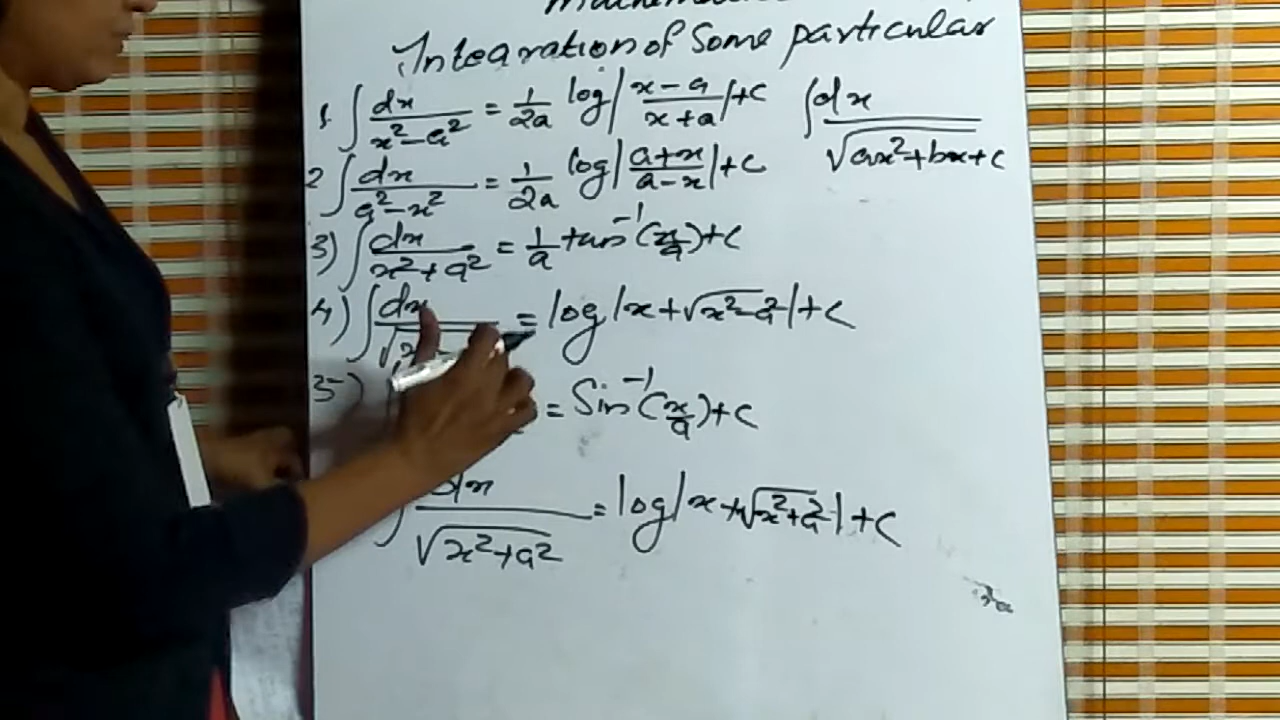 Integration of Some particular
1. ∫ dx / x² - a² = 1/2a log | x - a / x + a | + c ∫ dx / √ax² + bx + c
2 ∫ dx / a² - x² = 1/2a log | a + x / a - x | + c
3) ∫ dx / x² + a² = 1/a tan⁻¹ (x/a) + c
4) ∫ dx / √x = log | x + √x² - a² | + c
5) = Sin⁻¹ (x/a) + c
∫ dx / √x² + a² = log | x + √x² + a² | + c